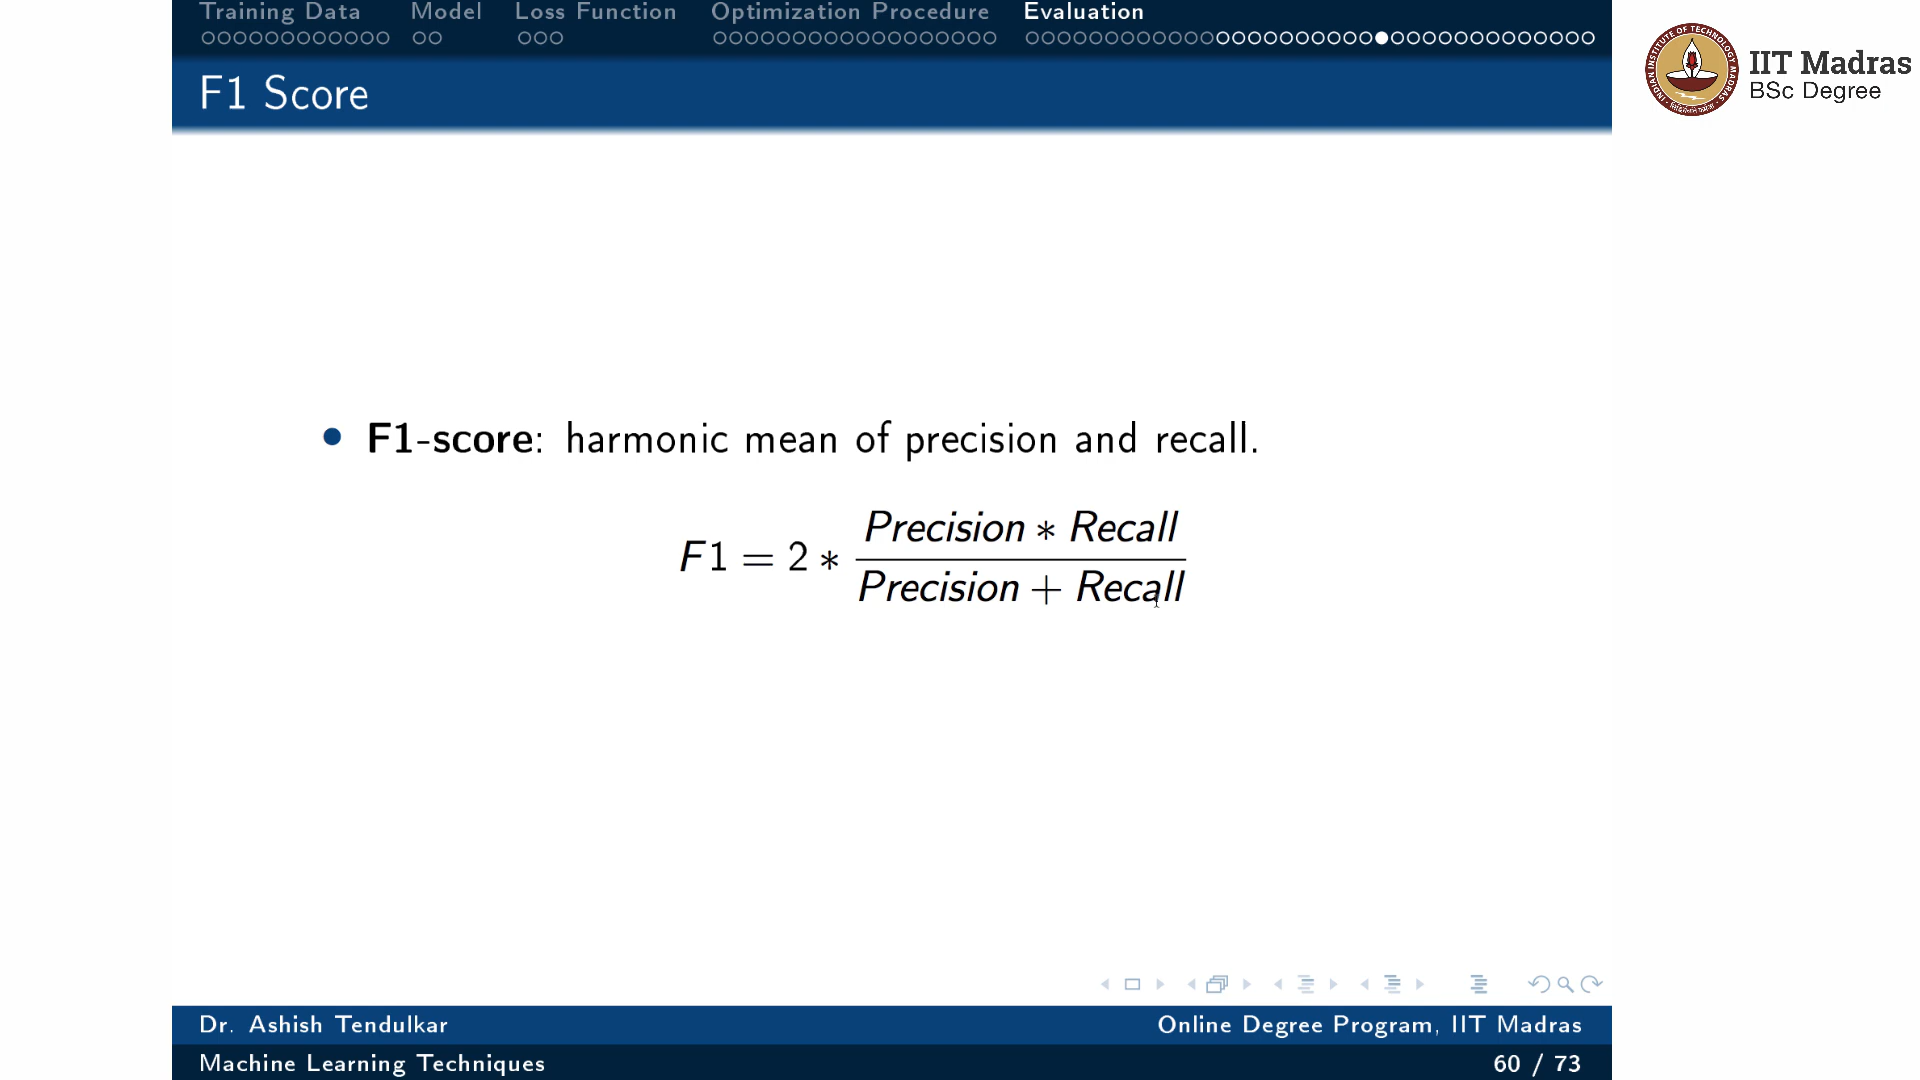 Training Data Model Loss Function Optimization Procedure Evaluation
IIT Madras
BSc Degree
F1 Score
• F1-score: harmonic mean of precision and recall.
F1 = 2 * Precision * Recall / Precision + Recall
Dr. Ashish Tendulkar Online Degree Program, IIT Madras
Machine Learning Techniques 60 / 73